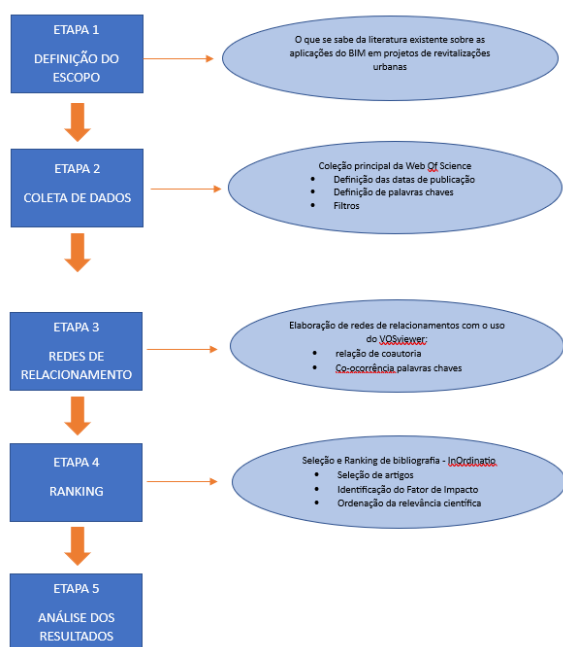 ETAPA 1
DEFINIÇÃO DO
ESCOPO
O que se sabe da literatura existente sobre as
aplicações do BIM em projetos de revitalizações
urbanas
ETAPA 2
COLETA DE DADOS
Coleção principal da Web Of Science
• Definição das datas de publicação
• Definição de palavras chaves
• Filtros
ETAPA 3
REDES DE
RELACIONAMENTO
Elaboração de redes de relacionamentos com o uso
do VOSviewer:
• relação de coautoria
• Co-ocorrência palavras chaves
ETAPA 4
RANKING
Seleção e Ranking de bibliografia - InOrdinatio
• Seleção de artigos
• Identificação do Fator de Impacto
• Ordenação da relevância científica
ETAPA 5
ANÁLISE DOS
RESULTADOS